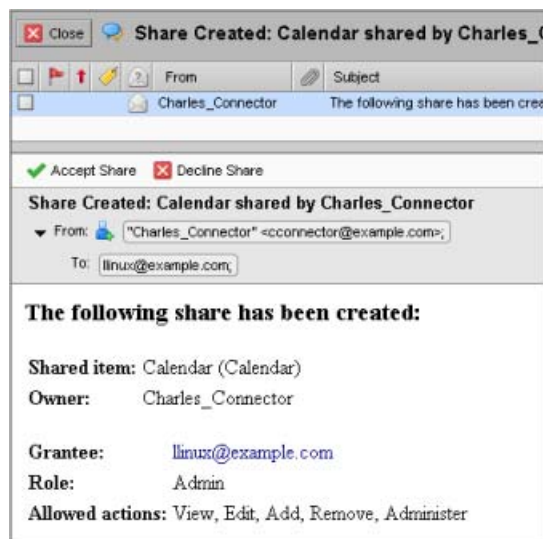 Close Share Created: Calendar shared by Charles_
From Subject
Charles_Connector The following share has been crea
Accept Share Decline Share
Share Created: Calendar shared by Charles_Connector
From: "Charles_Connector" <cconnector@example.com>;
To: llinux@example.com;
The following share has been created:
Shared item: Calendar (Calendar)
Owner: Charles_Connector
Grantee: llinux@example.com
Role: Admin
Allowed actions: View, Edit, Add, Remove, Administer